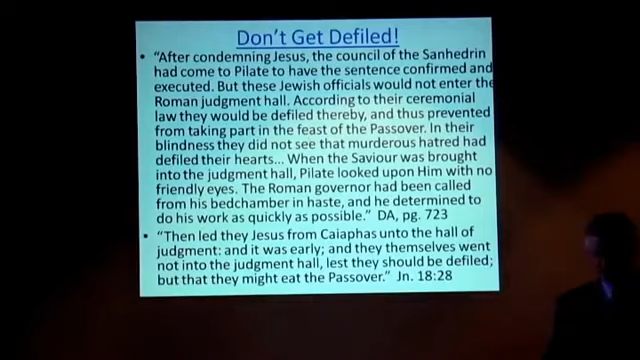 Don't Get Defiled!
• "After condemning Jesus, the council of the Sanhedrin
had come to Pilate to have the sentence confirmed and
executed. But these Jewish officials would not enter the
Roman judgment hall. According to their ceremonial
law they would be defiled thereby, and thus prevented
from taking part in the feast of the Passover. In their
blindness they did not see that murderous hatred had
defiled their hearts... When the Saviour was brought
into the judgment hall, Pilate looked upon Him with no
friendly eyes. The Roman governor had been called
from his bedchamber in haste, and he determined to
do his work as quickly as possible." DA, pg. 723
• "Then led they Jesus from Caiaphas unto the hall of
judgment: and it was early; and they themselves went
not into the judgment hall, lest they should be defiled;
but that they might eat the Passover." Jn. 18:28